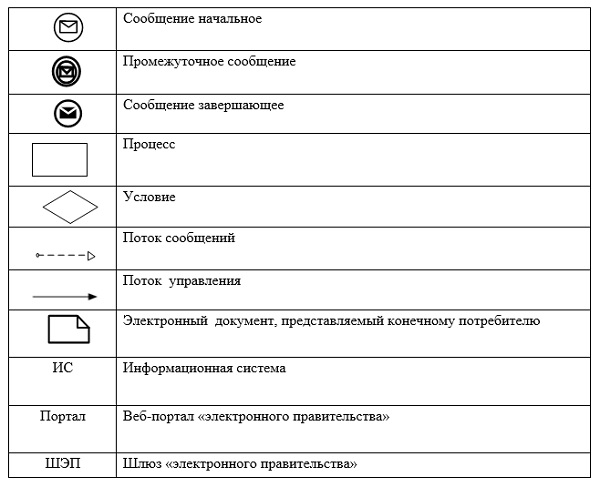 Сообщение начальное
Промежуточное сообщение
Сообщение завершающее
Процесс
Условие
Поток сообщений
Поток управления
Электронный документ, представляемый конечному потребителю
ИС Информационная система
Портал Веб-портал «электронного правительства»
ШЭП Шлюз «электронного правительства»